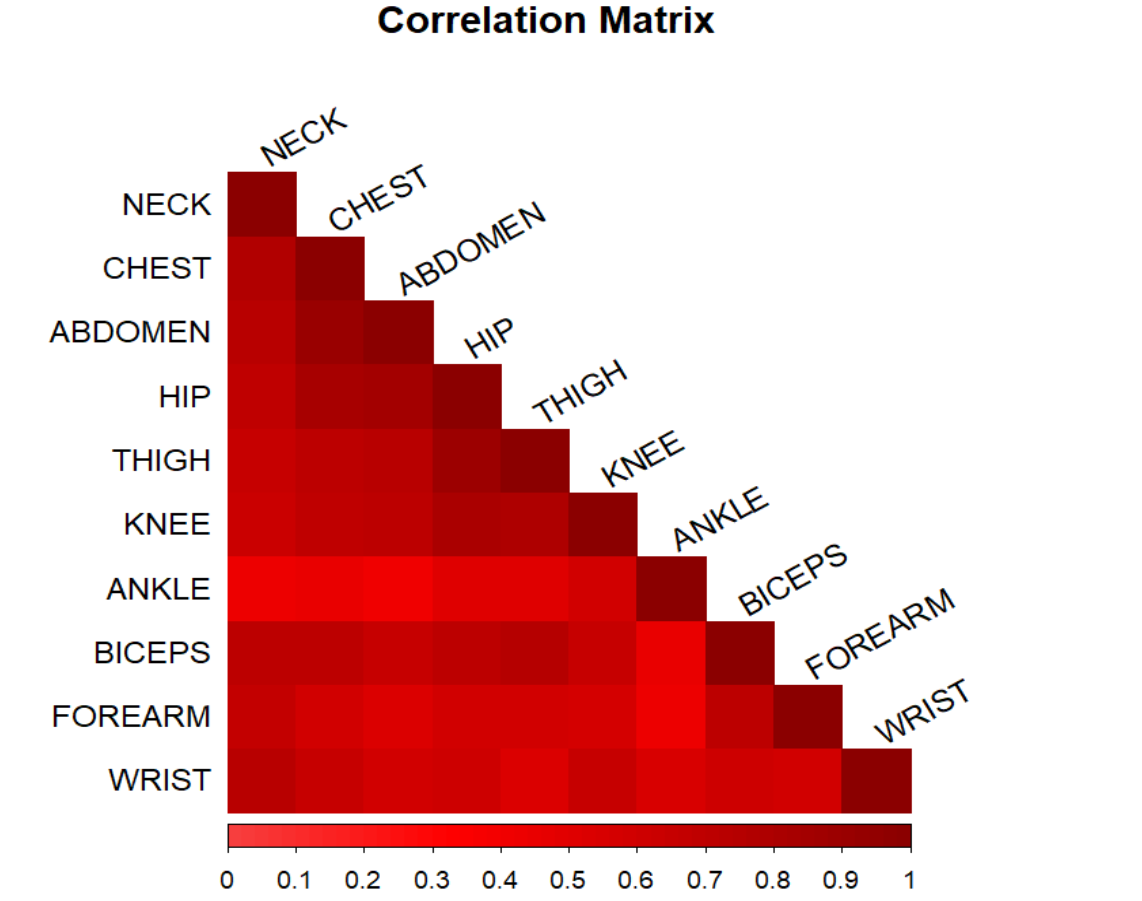 Correlation Matrix
NECK
CHEST
ABDOMEN
HIP
THIGH
KNEE
ANKLE
BICEPS
FOREARM
WRIST
NECK
CHEST
ABDOMEN
HIP
THIGH
KNEE
ANKLE
BICEPS
FOREARM
WRIST
0 0.1 0.2 0.3 0.4 0.5 0.6 0.7 0.8 0.9 1